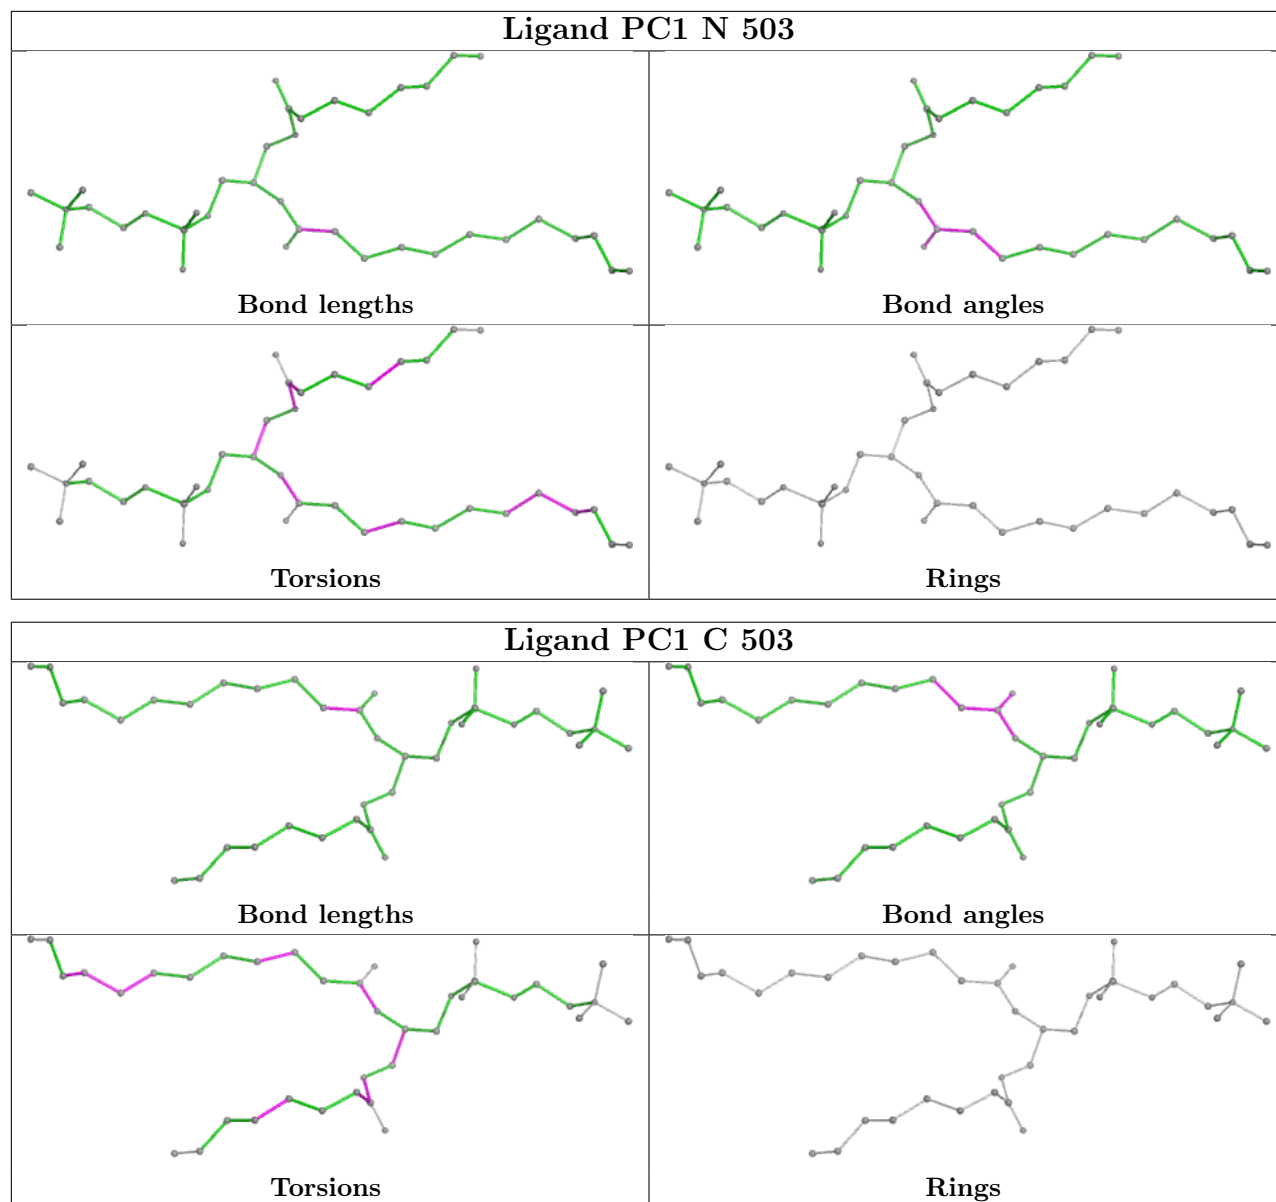 Ligand PC1 N 503
Bond lengths
Bond angles
Torsions
Rings
Ligand PC1 C 503
Bond lengths
Bond angles
Torsions
Rings